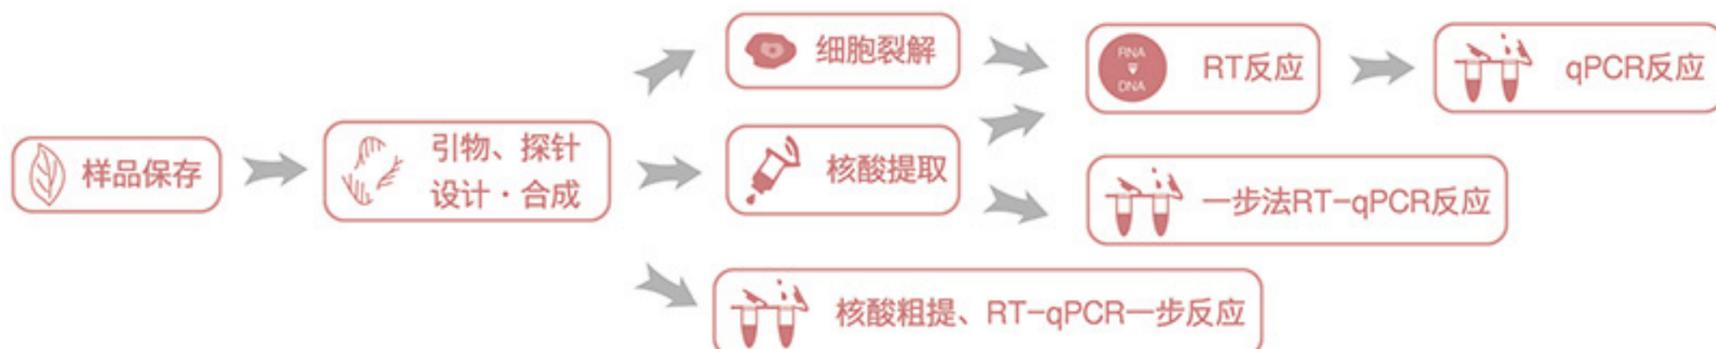 样品保存
引物、探针
设计·合成
细胞裂解
核酸提取
核酸粗提、RT-qPCR一步反应
RNA
DNA
RT反应
一步法RT-qPCR反应
qPCR反应